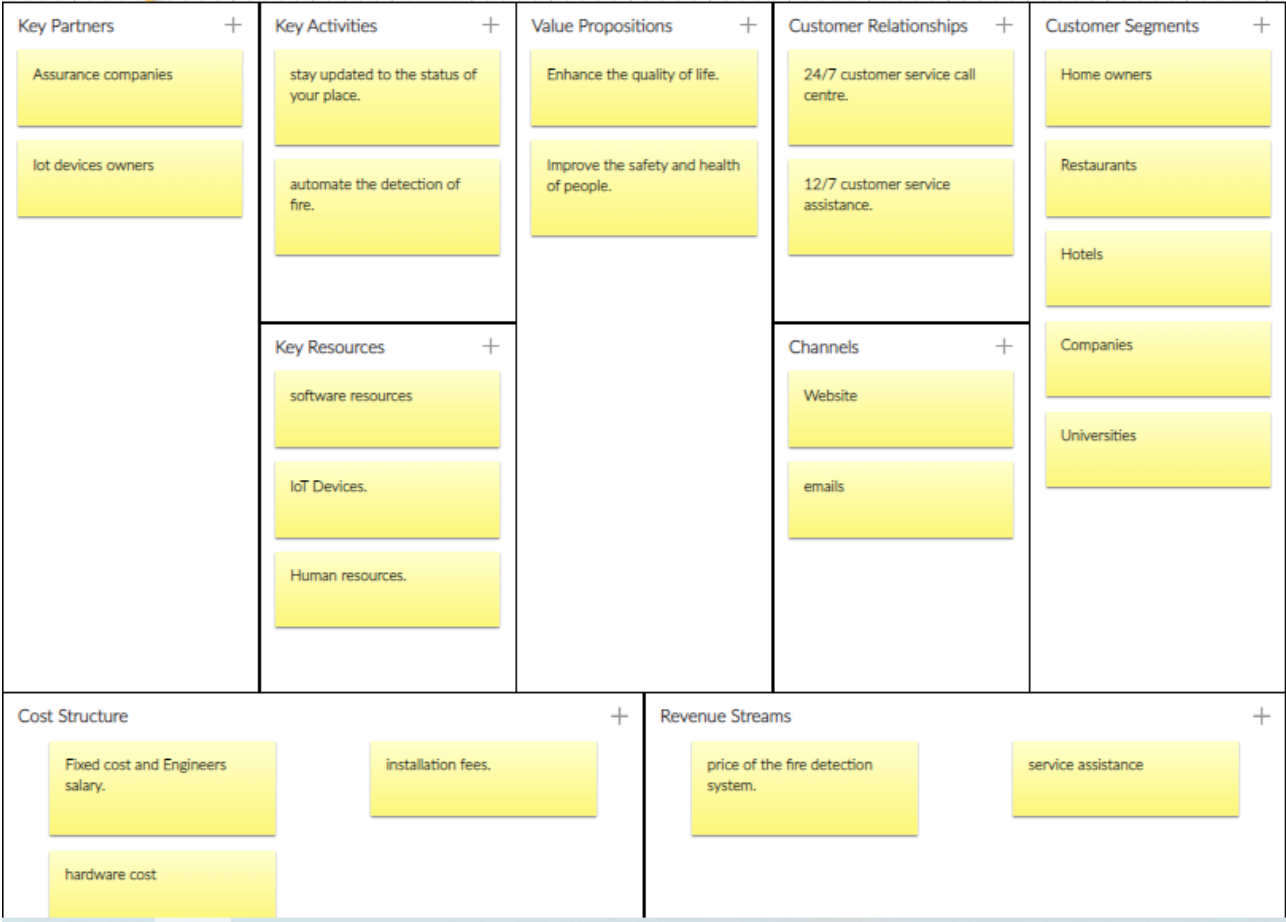 Key Partners
Assurance companies
Iot devices owners
Key Activities
stay updated to the status of
your place.
automate the detection of
fire.
Key Resources
software resources
IoT Devices.
Human resources.
Value Propositions
Enhance the quality of life.
Improve the safety and health
of people.
Customer Relationships
24/7 customer service call
centre.
12/7 customer service
assistance.
Channels
Website
emails
Customer Segments
Home owners
Restaurants
Hotels
Companies
Universities
Cost Structure
Fixed cost and Engineers
salary.
installation fees.
hardware cost
Revenue Streams
price of the fire detection
system.
service assistance